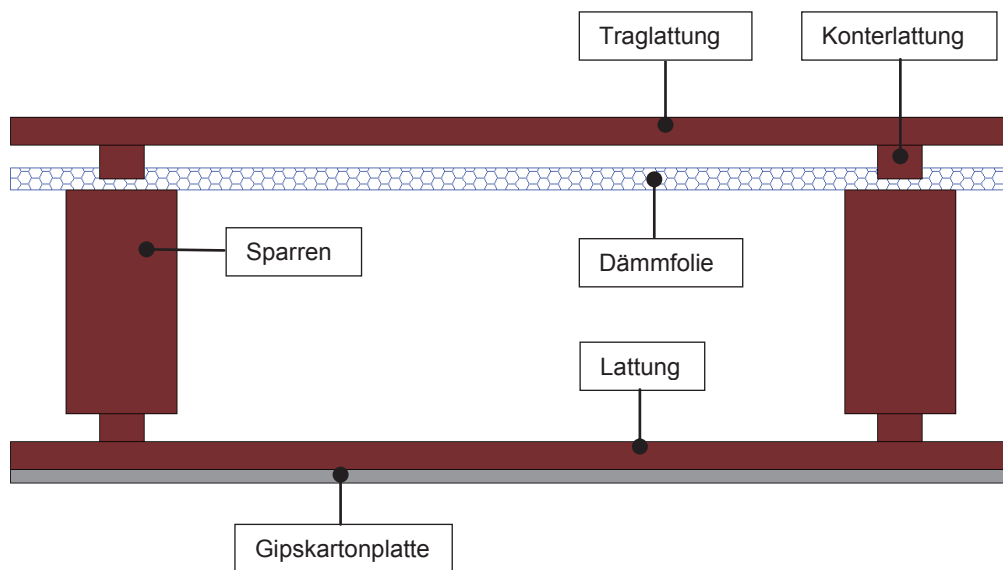 Traglattung
Konterlattung
Sparren
Dämmfolie
Lattung
Gipskartonplatte